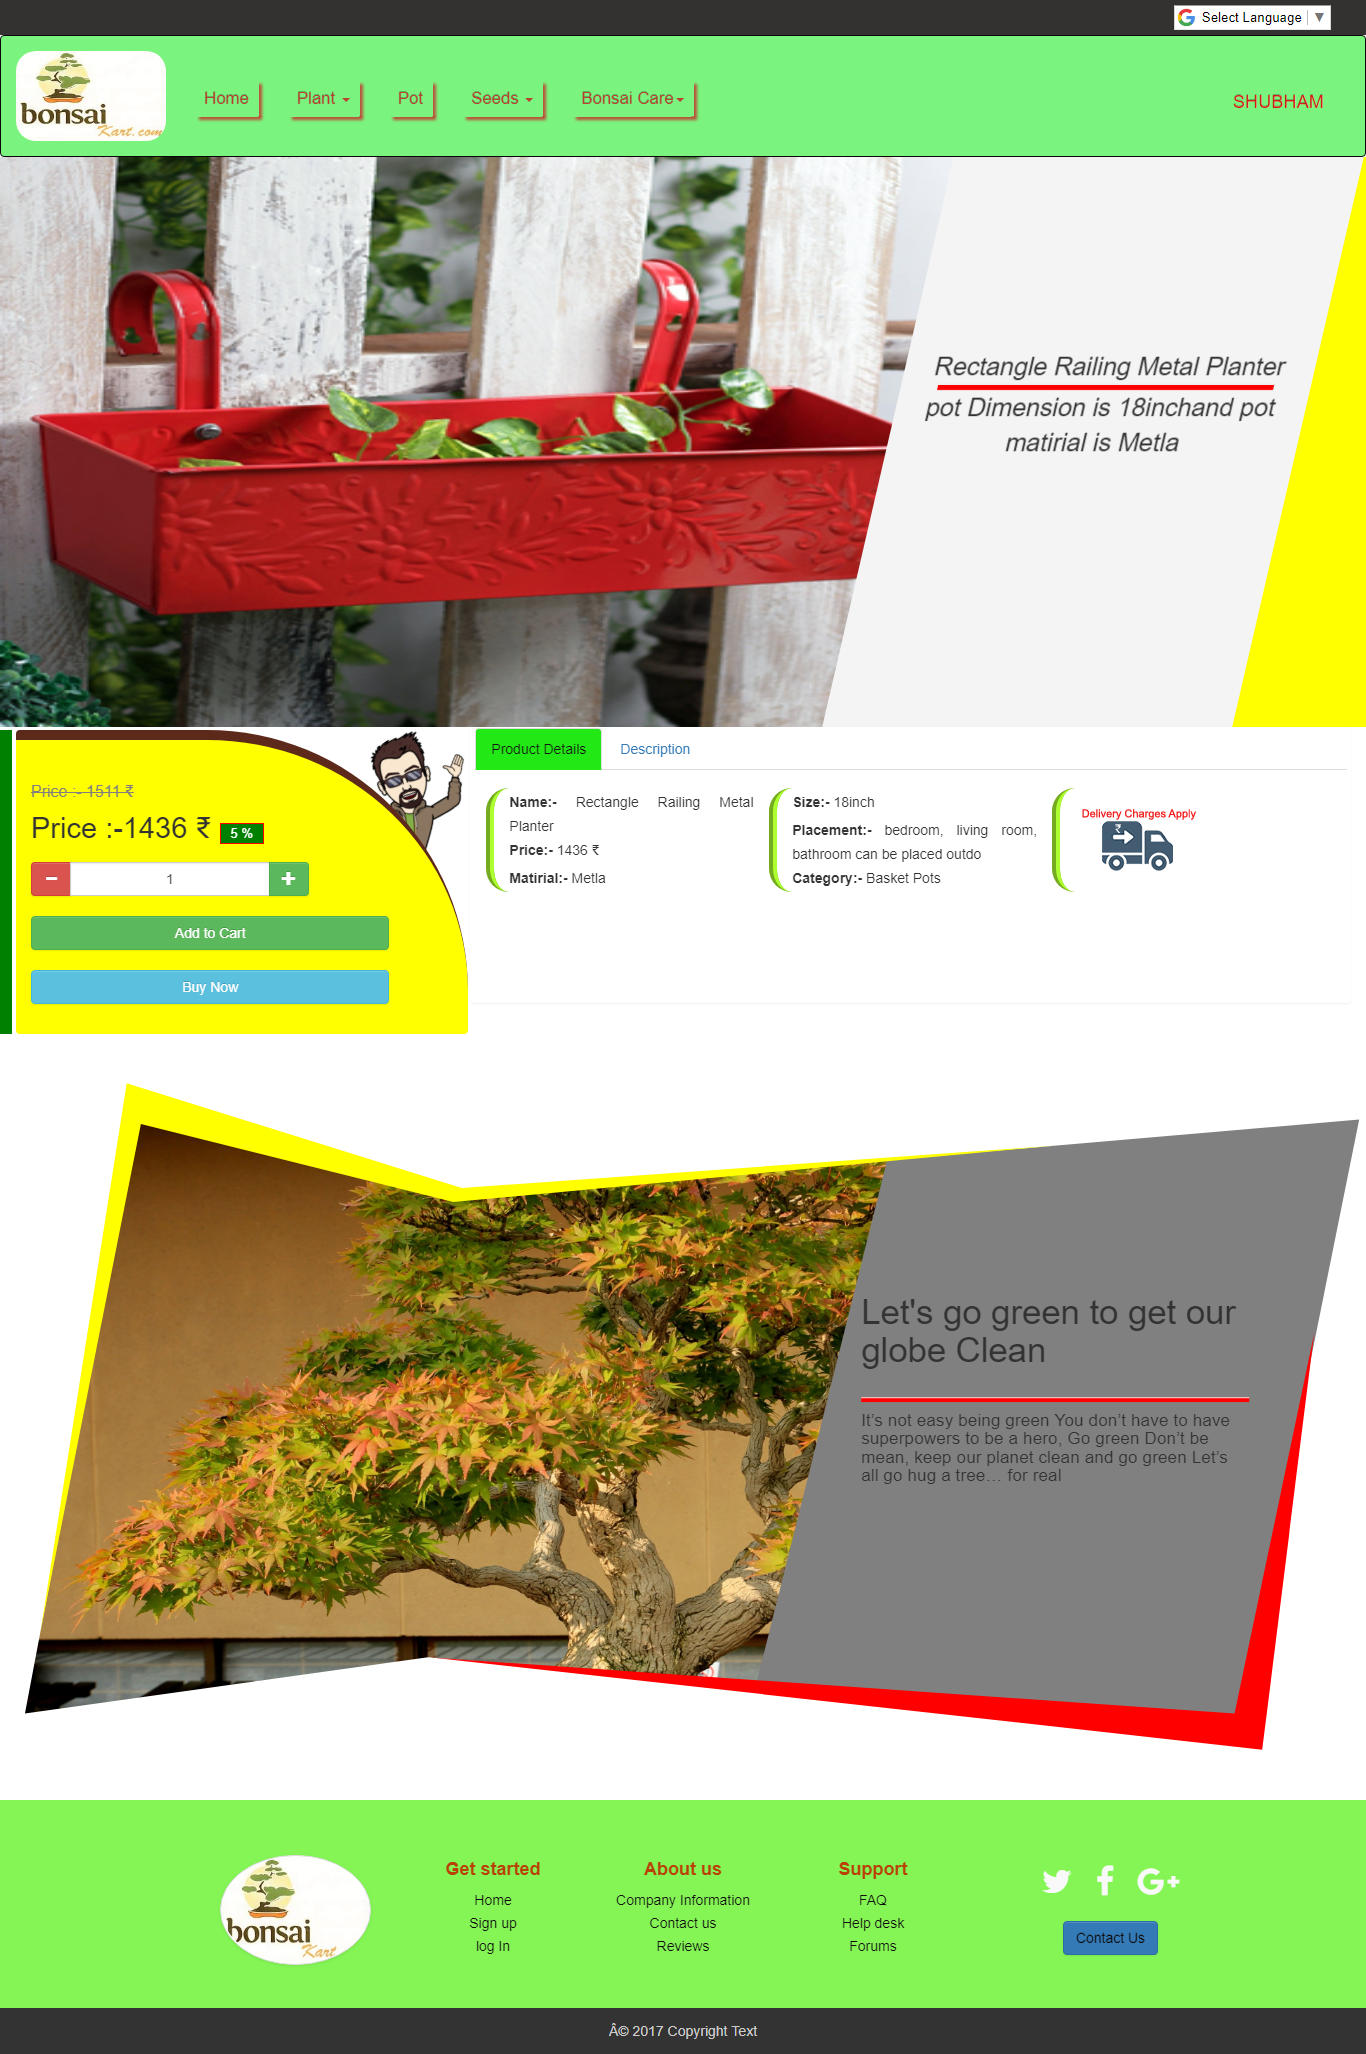 Select Language ▼
bonsai
Kart.com
Home
Plant
Pot
Seeds
Bonsai Care
SHUBHAM
Rectangle Railing Metal Planter
pot Dimension is 18inchand pot
matirial is Metla
Price :- 1511 ₹
Price :-1436 ₹ 5 %
1
Add to Cart
Buy Now
Product Details
Description
Name:- Rectangle Railing Metal
Planter
Price:- 1436 ₹
Matirial:- Metla
Size:- 18inch
Placement:- bedroom, living room,
bathroom can be placed outdo
Category:- Basket Pots
Delivery Charges Apply
₹
Let's go green to get our
globe Clean
It’s not easy being green You don’t have to have
superpowers to be a hero, Go green Don’t be
mean, keep our planet clean and go green Let’s
all go hug a tree… for real
bonsai
Kart
Get started
Home
Sign up
log In
About us
Company Information
Contact us
Reviews
Support
FAQ
Help desk
Forums
G+
Contact Us
Â© 2017 Copyright Text